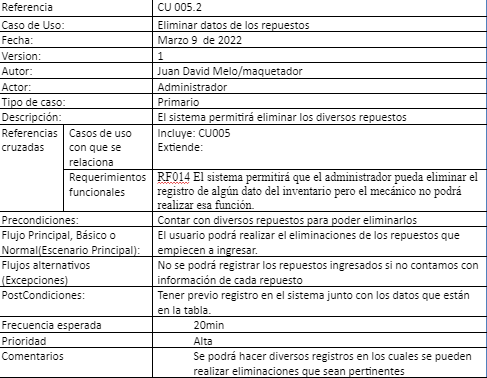 Referencia CU 005.2
Caso de Uso: Eliminar datos de los repuestos
Fecha: Marzo 9 de 2022
Version: 1
Autor: Juan David Melo/maquetador
Actor: Administrador
Tipo de caso: Primario
Descripción: El sistema permitirá eliminar los diversos repuestos
Referencias cruzadas
Casos de uso con que se relaciona
Incluye: CU005
Extiende:
Requerimientos funcionales
RF014 El sistema permitirá que el administrador pueda eliminar el
registro de algún dato del inventario pero el mecánico no podrá
realizar esa función.
Precondiciones: Contar con diversos repuestos para poder eliminarlos
Flujo Principal, Básico o
Normal(Escenario Principal):
El usuario podrá realizar el eliminaciones de los repuestos que
empiecen a ingresar.
Flujos alternativos
(Excepciones)
No se podrá registrar los repuestos ingresados si no contamos con
información de cada repuesto
PostCondiciones:
Tener previo registro en el sistema junto con los datos que están
en la tabla.
Frecuencia esperada 20min
Prioridad Alta
Comentarios
Se podrá hacer diversos registros en los cuales se pueden
realizar eliminaciones que sean pertinentes